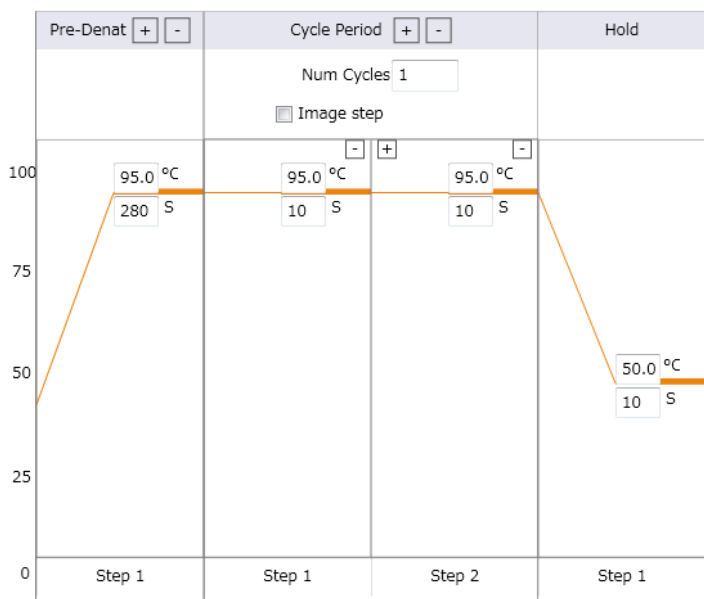 Pre-Denat + - Cycle Period + - Hold
Num Cycles 1
Image step
- + -
100
95.0 °C 95.0 °C 95.0 °C
280 S 10 S 10 S
75
50
50.0 °C
10 S
25
0
Step 1 Step 1 Step 2 Step 1